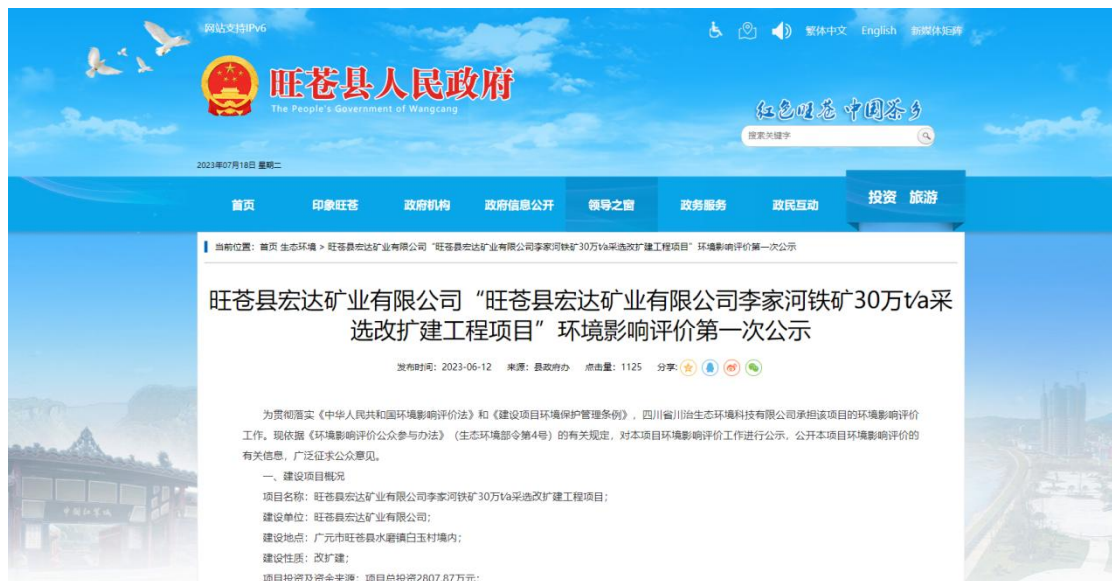 网站支持IPv6
繁体中文 English 新媒体矩阵
旺苍县人民政府
The People's Government of Wangcang
红色旺苍 中国茶乡
搜索关键字
2023年07月18日 星期二
首页 印象旺苍 政府机构 政府信息公开 领导之窗 政务服务 政民互动 投资 旅游
当前位置：首页 生态环境 > 旺苍县宏达矿业有限公司“旺苍县宏达矿业有限公司李家河铁矿30万t/a采选改扩建工程项目”环境影响评价第一次公示
旺苍县宏达矿业有限公司“旺苍县宏达矿业有限公司李家河铁矿30万t/a采
选改扩建工程项目”环境影响评价第一次公示
发布时间：2023-06-12 来源：县政府办 点击量：1125 分享:
为贯彻落实《中华人民共和国环境影响评价法》和《建设项目环境保护管理条例》，四川省川治生态环境科技有限公司承担该项目的环境影响评价
工作。现依据《环境影响评价公众参与办法》（生态环境部令第4号）的有关规定，对本项目环境影响评价工作进行公示，公开本项目环境影响评价的
有关信息，广泛征求公众意见。
一、建设项目概况
项目名称：旺苍县宏达矿业有限公司李家河铁矿30万t/a采选改扩建工程项目；
建设单位：旺苍县宏达矿业有限公司；
建设地点：广元市旺苍县水磨镇白玉村境内；
建设性质：改扩建；
项目投资及资金来源：项目总投资2807.87万元；